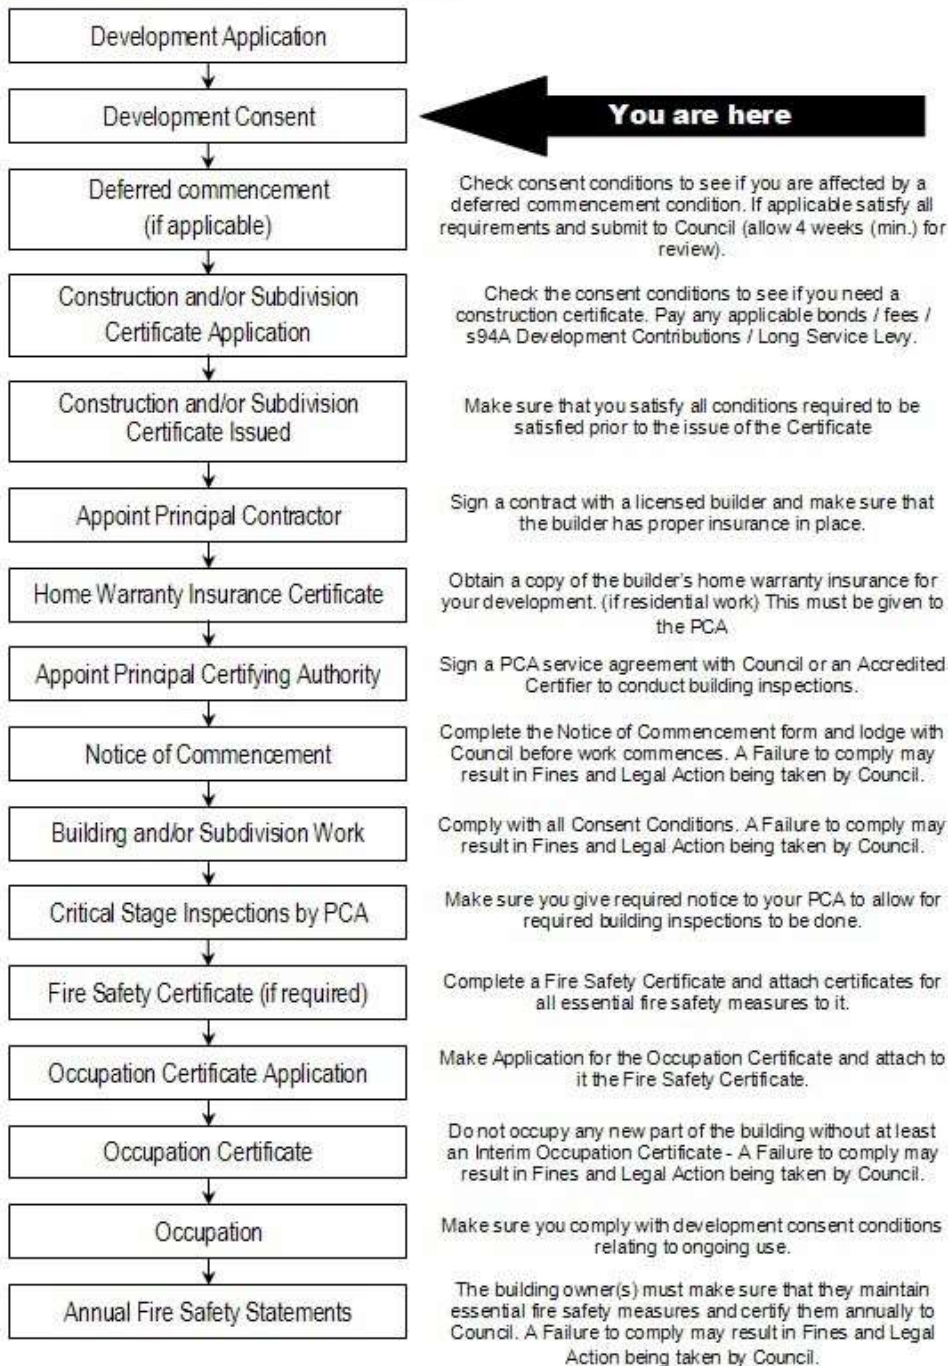 Development Application
Development Consent
You are here
Deferred commencement
(if applicable)
Check consent conditions to see if you are affected by a
deferred commencement condition. If applicable satisfy all
requirements and submit to Council (allow 4 weeks (min.) for
review).
Construction and/or Subdivision
Certificate Application
Check the consent conditions to see if you need a
construction certificate. Pay any applicable bonds / fees /
s94A Development Contributions / Long Service Levy.
Construction and/or Subdivision
Certificate Issued
Make sure that you satisfy all conditions required to be
satisfied prior to the issue of the Certificate
Appoint Principal Contractor
Sign a contract with a licensed builder and make sure that
the builder has proper insurance in place.
Home Warranty Insurance Certificate
Obtain a copy of the builder's home warranty insurance for
your development. (if residential work) This must be given to
the PCA
Appoint Principal Certifying Authority
Sign a PCA service agreement with Council or an Accredited
Certifier to conduct building inspections.
Notice of Commencement
Complete the Notice of Commencement form and lodge with
Council before work commences. A Failure to comply may
result in Fines and Legal Action being taken by Council.
Building and/or Subdivision Work
Comply with all Consent Conditions. A Failure to comply may
result in Fines and Legal Action being taken by Council.
Critical Stage Inspections by PCA
Make sure you give required notice to your PCA to allow for
required building inspections to be done.
Fire Safety Certificate (if required)
Complete a Fire Safety Certificate and attach certificates for
all essential fire safety measures to it.
Occupation Certificate Application
Make Application for the Occupation Certificate and attach to
it the Fire Safety Certificate.
Occupation Certificate
Do not occupy any new part of the building without at least
an Interim Occupation Certificate - A Failure to comply may
result in Fines and Legal Action being taken by Council.
Occupation
Make sure you comply with development consent conditions
relating to ongoing use.
Annual Fire Safety Statements
The building owner(s) must make sure that they maintain
essential fire safety measures and certify them annually to
Council. A Failure to comply may result in Fines and Legal
Action being taken by Council.